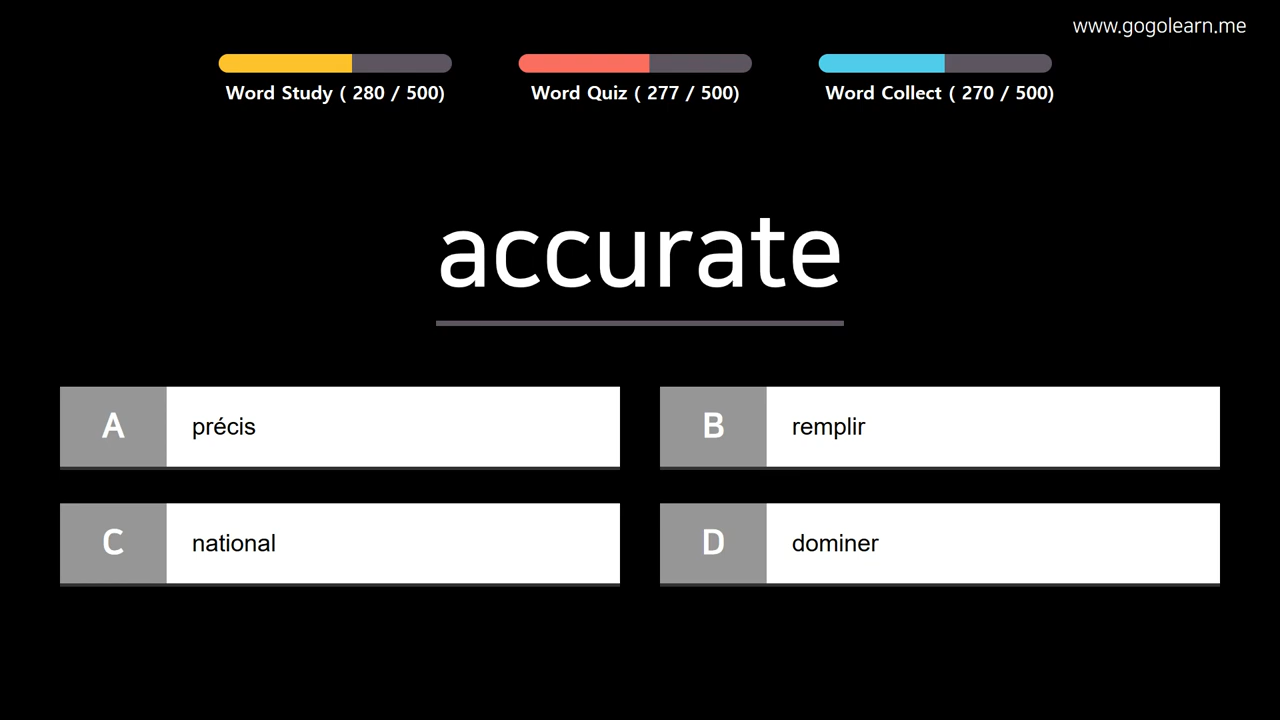 www.gogolearn.me
Word Study ( 280 / 500)
Word Quiz ( 277 / 500)
Word Collect ( 270 / 500)
accurate
A
précis
B
remplir
C
national
D
dominer